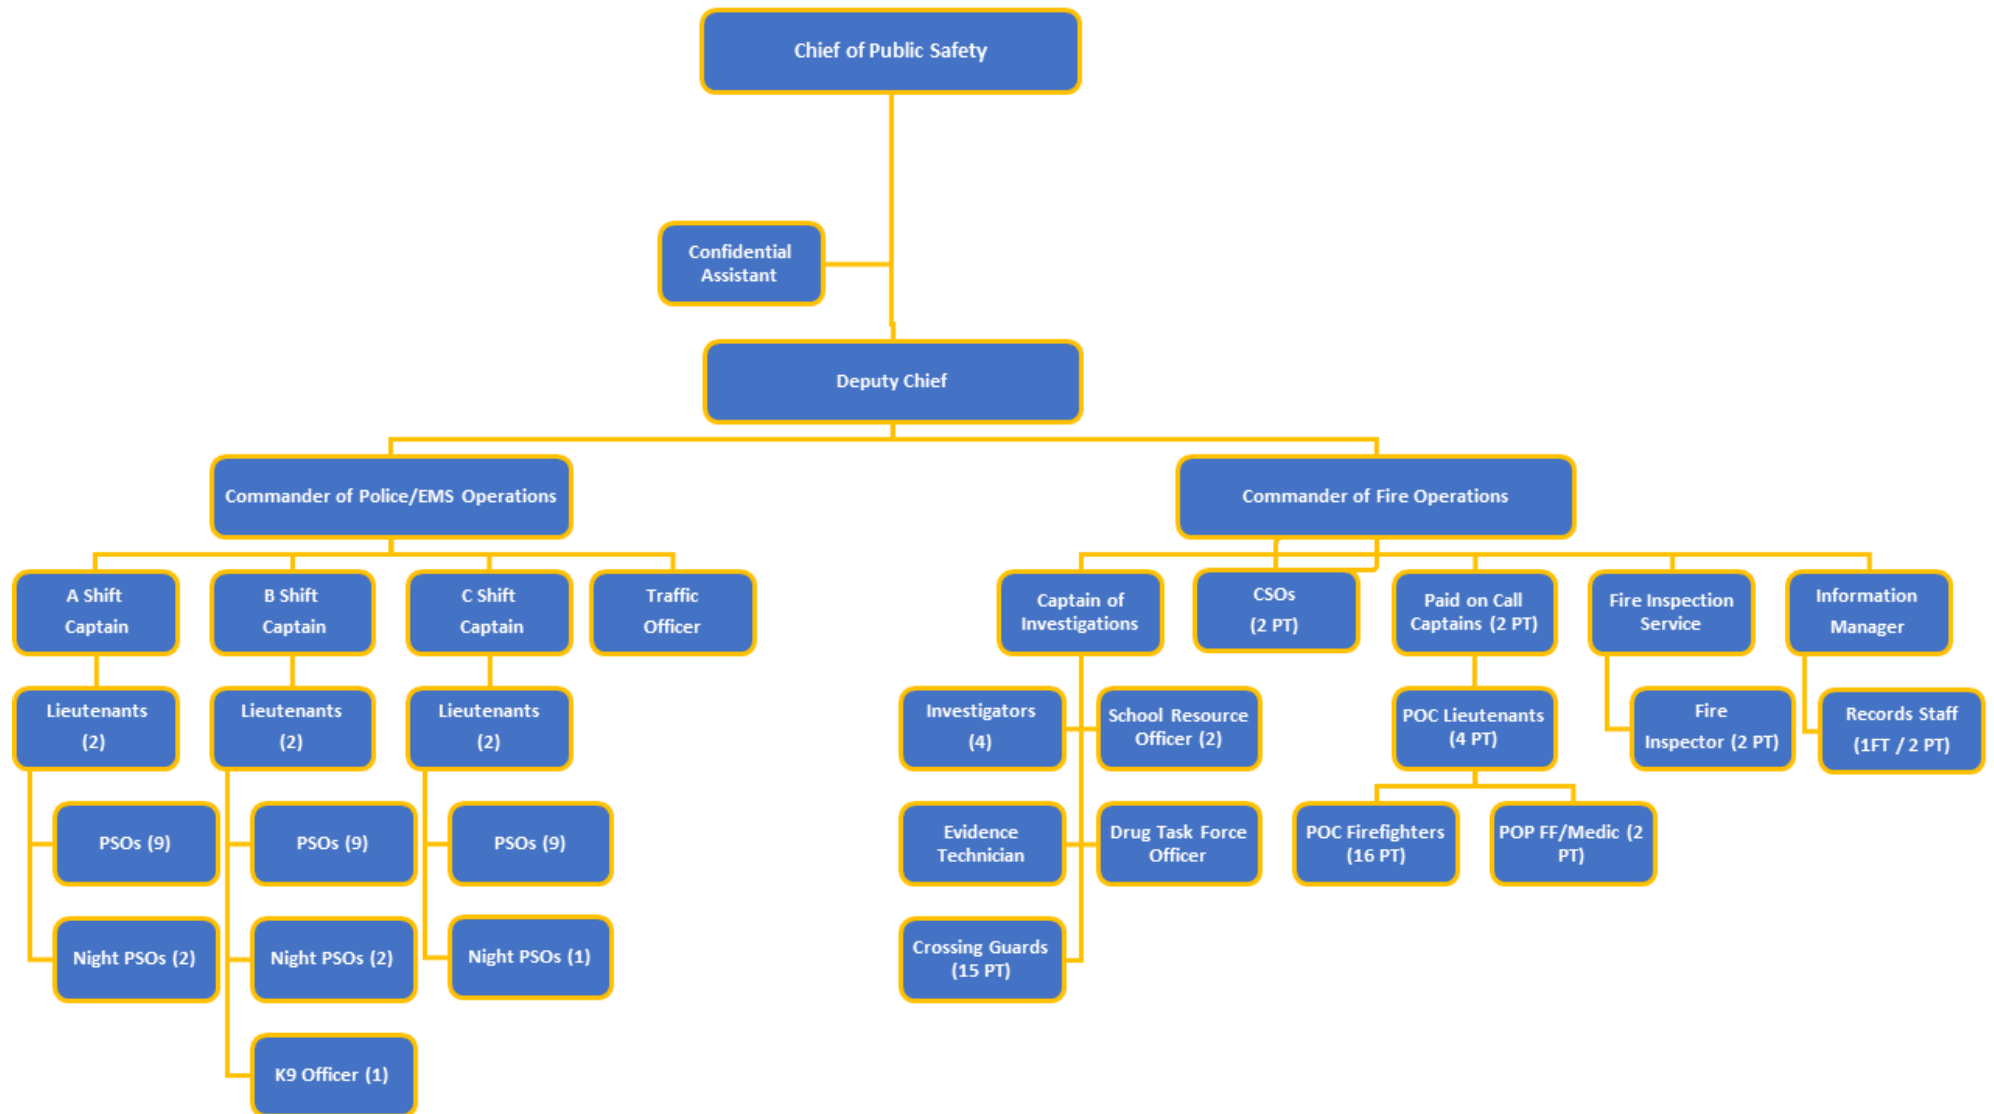 Chief of Public Safety
Confidential
Assistant
Deputy Chief
Commander of Police/EMS Operations
Commander of Fire Operations
A Shift
Captain
B Shift
Captain
C Shift
Captain
Traffic
Officer
Captain of
Investigations
CSOs
(2 PT)
Paid on Call
Captains (2 PT)
Fire Inspection
Service
Information
Manager
Lieutenants
(2)
Lieutenants
(2)
Lieutenants
(2)
Investigators
(4)
School Resource
Officer (2)
POC Lieutenants
(4 PT)
Fire
Inspector (2 PT)
Records Staff
(1FT / 2 PT)
PSOs (9)
PSOs (9)
PSOs (9)
Evidence
Technician
Drug Task Force
Officer
POC Firefighters
(16 PT)
POP FF/Medic (2
PT)
Night PSOs (2)
Night PSOs (2)
Night PSOs (1)
Crossing Guards
(15 PT)
K9 Officer (1)